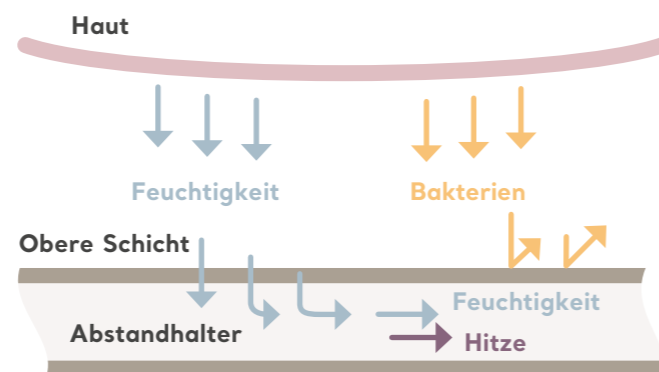 Haut
Feuchtigkeit
Bakterien
Obere Schicht
Feuchtigkeit
Abstandhalter
Hitze